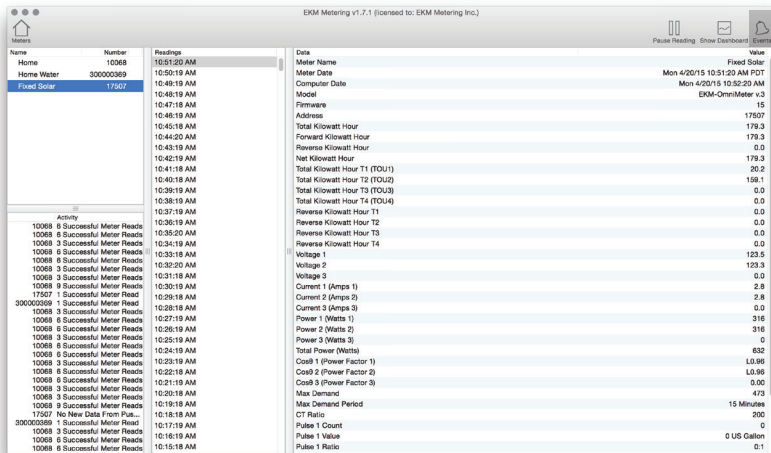 EKM Metering v1.7.1 (licensed to: EKM Metering Inc.)
Meters
Pause Reading Show Dashboard Events
Name Number
Home 10068
Home Water 300000369
Fixed Solar 17507
Activity
10068 6 Successful Meter Reads
10068 6 Successful Meter Reads
10068 3 Successful Meter Reads
10068 6 Successful Meter Reads
10068 6 Successful Meter Reads
10068 3 Successful Meter Reads
10068 6 Successful Meter Reads
10068 9 Successful Meter Reads
17507 1 Successful Meter Read
300000369 1 Successful Meter Read
10068 3 Successful Meter Reads
10068 6 Successful Meter Reads
10068 3 Successful Meter Reads
10068 6 Successful Meter Reads
10068 6 Successful Meter Reads
10068 6 Successful Meter Reads
10068 6 Successful Meter Reads
10068 3 Successful Meter Reads
10068 6 Successful Meter Reads
10068 3 Successful Meter Reads
10068 3 Successful Meter Reads
10068 3 Successful Meter Reads
10068 9 Successful Meter Reads
17507 No New Data From Pus...
300000369 1 Successful Meter Read
10068 3 Successful Meter Reads
10068 6 Successful Meter Reads
10068 6 Successful Meter Reads
Readings
10:51:20 AM
10:50:19 AM
10:49:19 AM
10:48:19 AM
10:47:18 AM
10:46:19 AM
10:45:18 AM
10:44:20 AM
10:43:19 AM
10:42:19 AM
10:41:18 AM
10:40:18 AM
10:39:19 AM
10:38:19 AM
10:37:19 AM
10:36:19 AM
10:35:20 AM
10:34:19 AM
10:33:18 AM
10:32:20 AM
10:31:18 AM
10:30:19 AM
10:29:18 AM
10:28:18 AM
10:27:19 AM
10:26:19 AM
10:25:19 AM
10:24:19 AM
10:23:19 AM
10:22:18 AM
10:21:19 AM
10:20:18 AM
10:19:18 AM
10:18:18 AM
10:17:19 AM
10:16:19 AM
10:15:18 AM
Data Value
Meter Name Fixed Solar
Meter Date Mon 4/20/15 10:51:20 AM PDT
Computer Date Mon 4/20/15 10:52:20 AM
Model EKM-OmniMeter v.3
Firmware 15
Address 17507
Total Kilowatt Hour 179.3
Forward Kilowatt Hour 179.3
Reverse Kilowatt Hour 0.0
Net Kilowatt Hour 179.3
Total Kilowatt Hour T1 (TOU1) 20.2
Total Kilowatt Hour T2 (TOU2) 159.1
Total Kilowatt Hour T3 (TOU3) 0.0
Total Kilowatt Hour T4 (TOU4) 0.0
Reverse Kilowatt Hour T1 0.0
Reverse Kilowatt Hour T2 0.0
Reverse Kilowatt Hour T3 0.0
Reverse Kilowatt Hour T4 0.0
Voltage 1 123.5
Voltage 2 123.3
Voltage 3 0.0
Current 1 (Amps 1) 2.8
Current 2 (Amps 2) 2.8
Current 3 (Amps 3) 0.0
Power 1 (Watts 1) 316
Power 2 (Watts 2) 316
Power 3 (Watts 3) 0
Total Power (Watts) 632
Cosθ 1 (Power Factor 1) L0.96
Cosθ 2 (Power Factor 2) L0.96
Cosθ 3 (Power Factor 3) 0.00
Max Demand 473
Max Demand Period 15 Minutes
CT Ratio 200
Pulse 1 Count 0
Pulse 1 Value 0 US Gallon
Pulse 1 Ratio 0:1